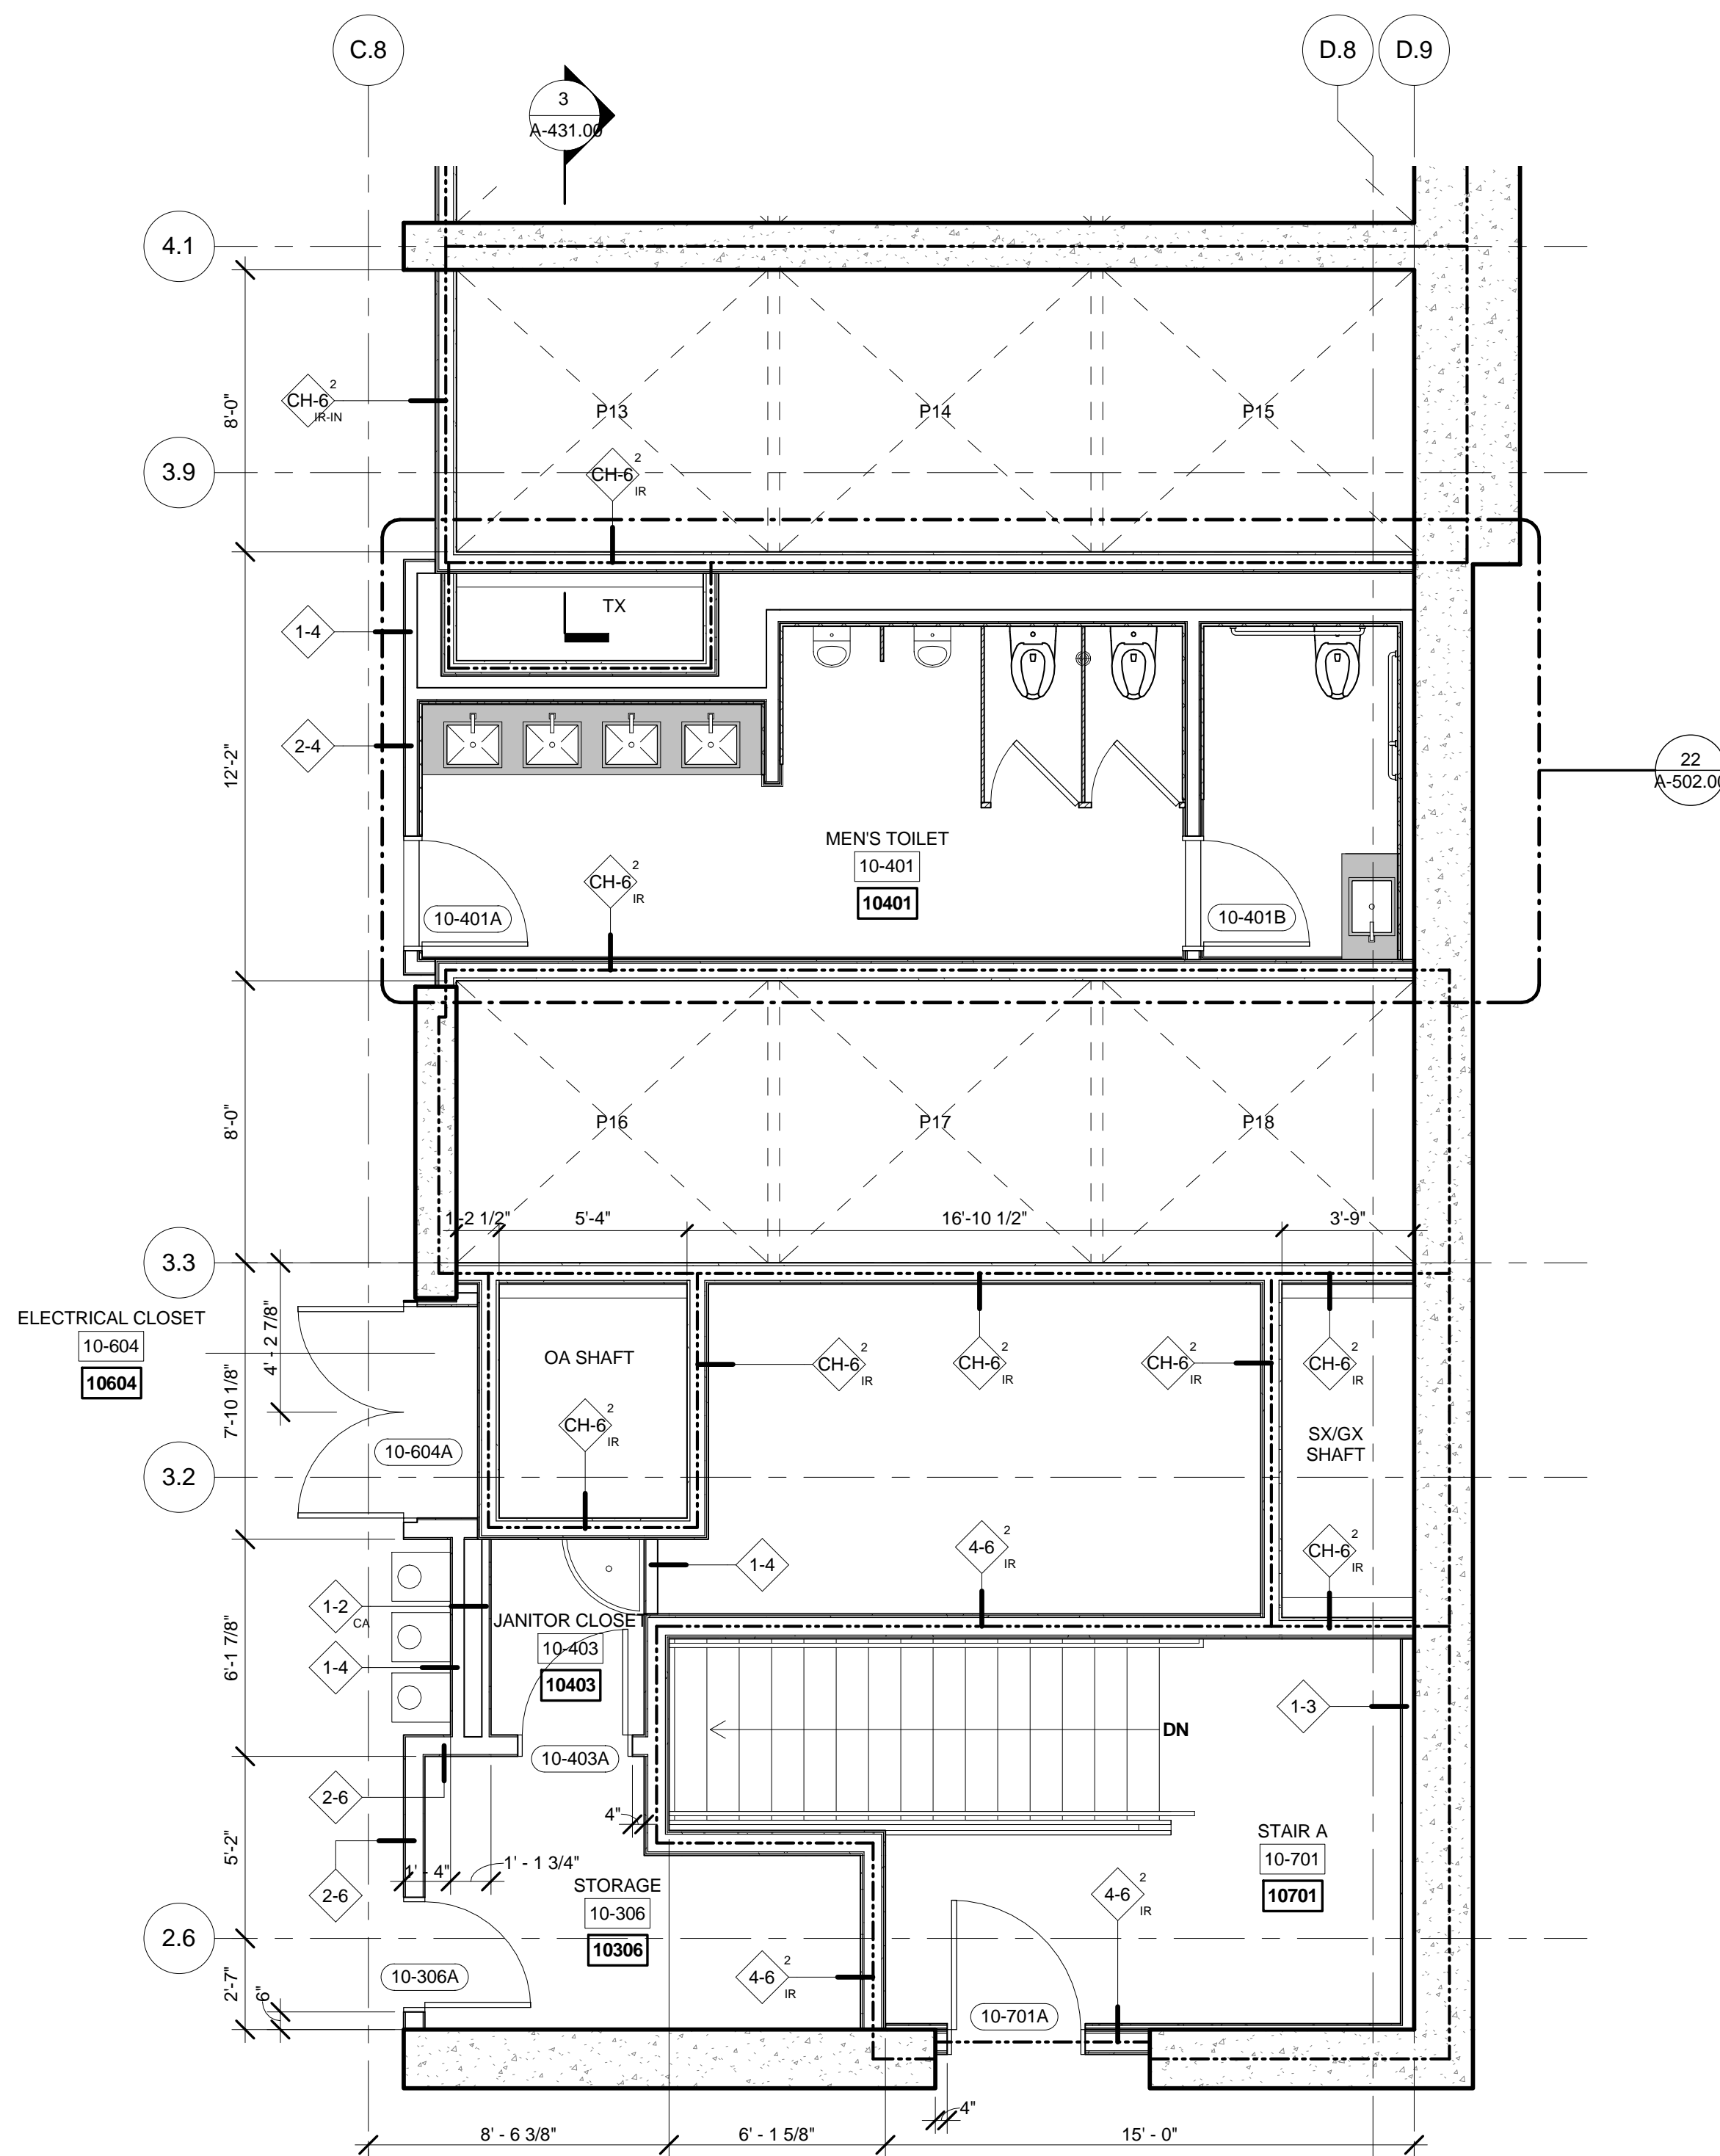 C.8
D.8
D.9
3
A-431.00
4.1
8'-0"
CH-6
2
IR-IN
P13
P14
P15
3.9
CH-6
2
IR
TX
1-4
2-4
12'-2"
22
A-502.00
MEN'S TOILET
10-401
10401
CH-6
2
IR
10-401A
10-401B
8'-0"
P16
P17
P18
1'-2 1/2"
5'-4"
16'-10 1/2"
3'-9"
3.3
ELECTRICAL CLOSET
10-604
10604
4' - 2 7/8"
7'-10 1/8"
OA SHAFT
CH-6
2
IR
CH-6
2
IR
CH-6
2
IR
CH-6
2
IR
CH-6
2
IR
SX/GX
SHAFT
10-604A
3.2
4-6
2
IR
CH-6
2
IR
1-4
1-2
CA
JANITOR CLOSET
10-403
10403
6'-1 7/8"
1-4
1-3
DN
10-403A
2-6
4"
5'-2"
STAIR A
10-701
10701
1' - 4"
1' - 1 3/4"
2-6
STORAGE
10-306
10306
4-6
2
IR
2.6
10-306A
4-6
2
IR
2'-7"
6"
10-701A
4"
8' - 6 3/8"
6' - 1 5/8"
15' - 0"